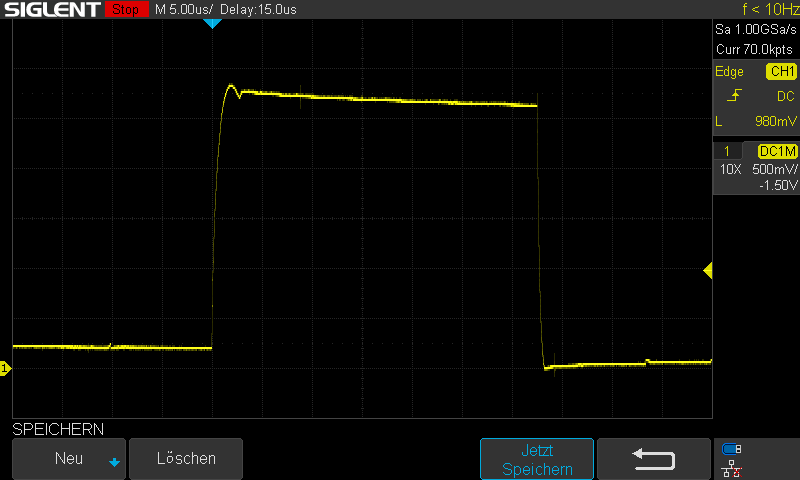 SIGLENT Stop M 5.00us/ Delay:15.0us f < 10Hz
Sa 1.00GSa/s
Curr 70.0kpts
Edge CH1
DC
L 980mV
1 DC1M
10X 500mV/
-1.50V
1
SPEICHERN
Neu Löschen Jetzt
Speichern